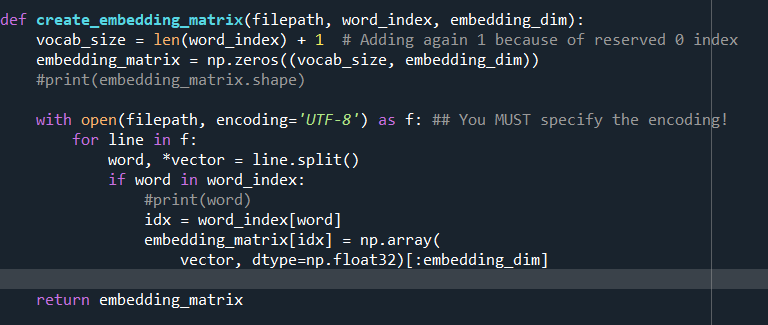 def create_embedding_matrix(filepath, word_index, embedding_dim):
    vocab_size = len(word_index) + 1  # Adding again 1 because of reserved 0 index
    embedding_matrix = np.zeros((vocab_size, embedding_dim))
    #print(embedding_matrix.shape)

    with open(filepath, encoding='UTF-8') as f: ## You MUST specify the encoding!
        for line in f:
            word, *vector = line.split()
            if word in word_index:
                #print(word)
                idx = word_index[word]
                embedding_matrix[idx] = np.array(
                    vector, dtype=np.float32)[:embedding_dim]

    return embedding_matrix